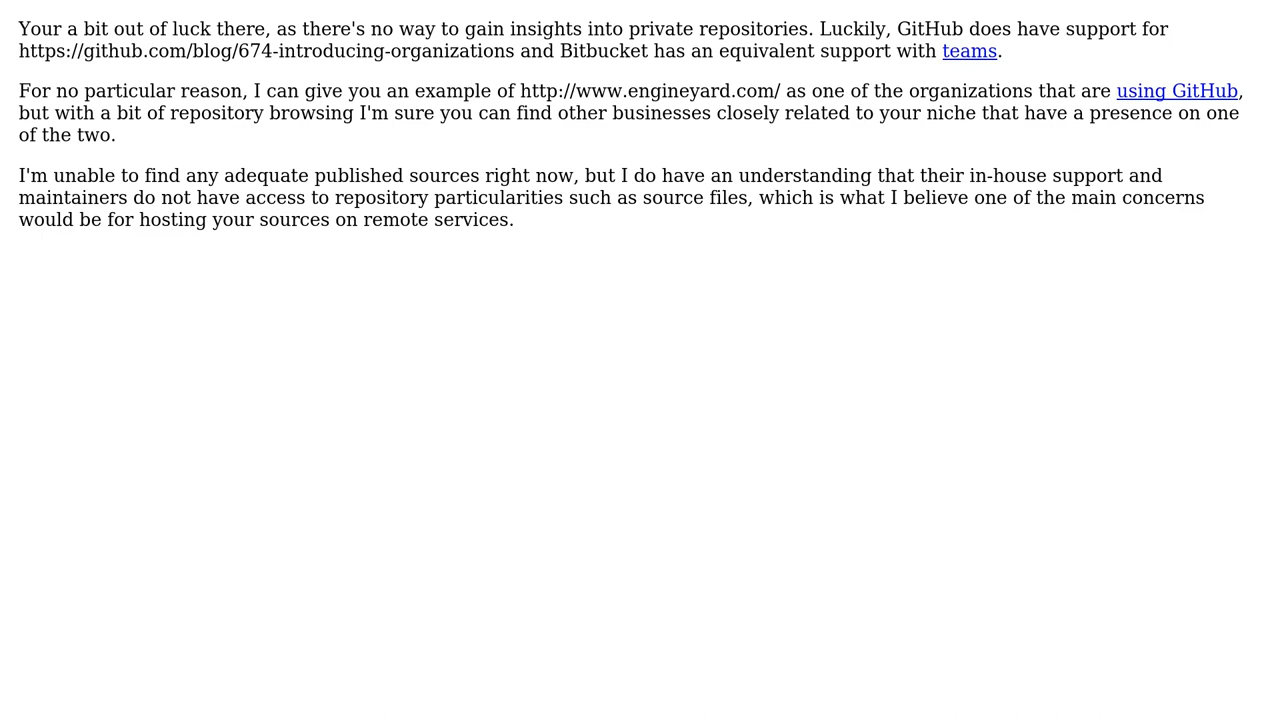 Your a bit out of luck there, as there's no way to gain insights into private repositories. Luckily, GitHub does have support for
https://github.com/blog/674-introducing-organizations and Bitbucket has an equivalent support with teams.
For no particular reason, I can give you an example of http://www.engineyard.com/ as one of the organizations that are using GitHub,
but with a bit of repository browsing I'm sure you can find other businesses closely related to your niche that have a presence on one
of the two.
I'm unable to find any adequate published sources right now, but I do have an understanding that their in-house support and
maintainers do not have access to repository particularities such as source files, which is what I believe one of the main concerns
would be for hosting your sources on remote services.